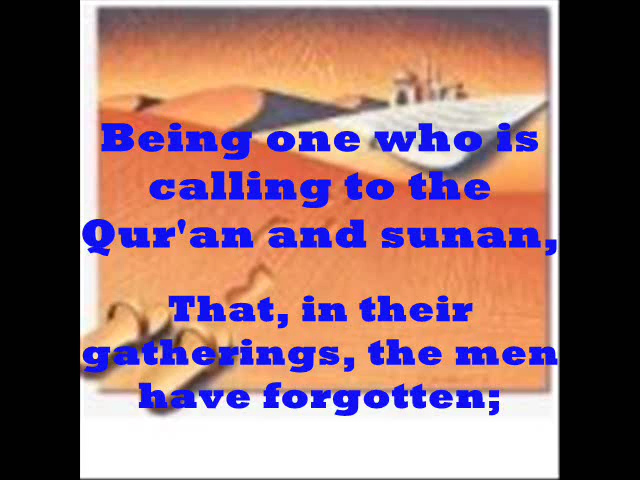 Being one who is
calling to the
Qur'an and sunan,
That, in their
gatherings, the men
have forgotten;